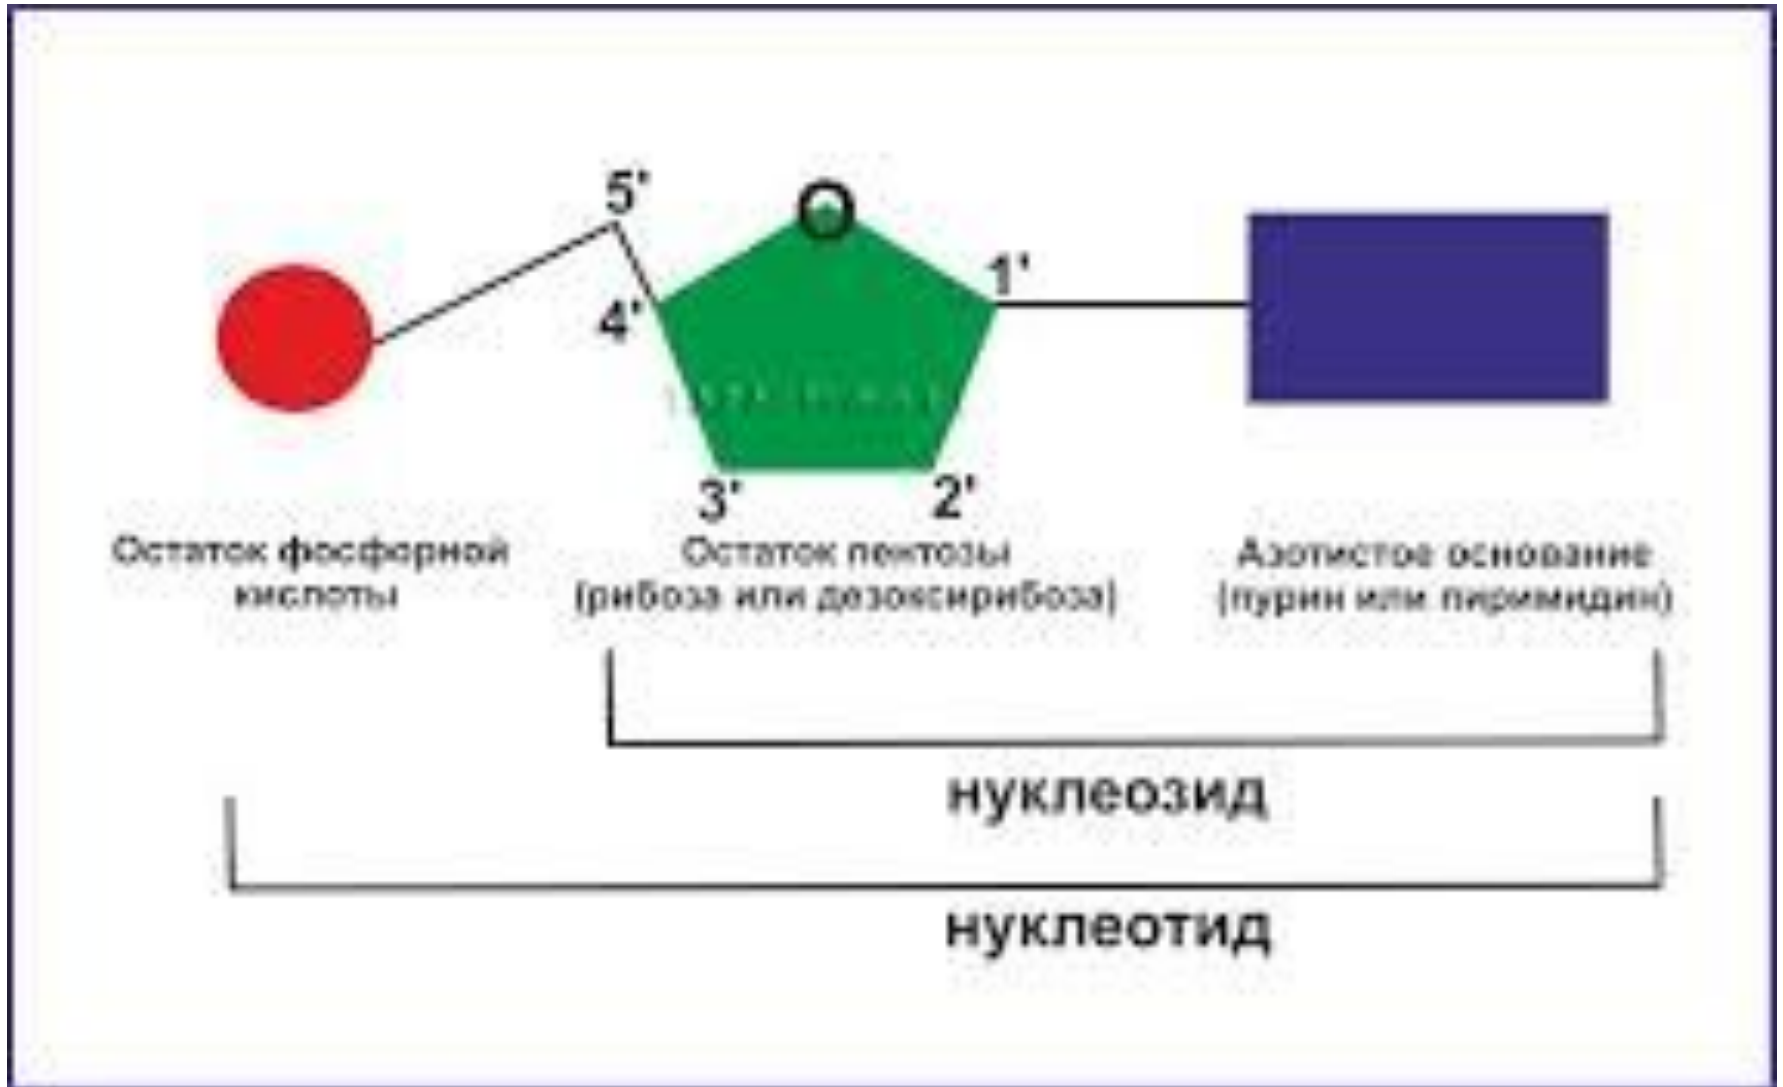 5'
O
1'
4'
3'
2'
Остаток фосфорной
кислоты
Остаток пентозы
(рибоза или дезоксирибоза)
Азотистое основание
(пурин или пиримидин)
нуклеозид
нуклеотид